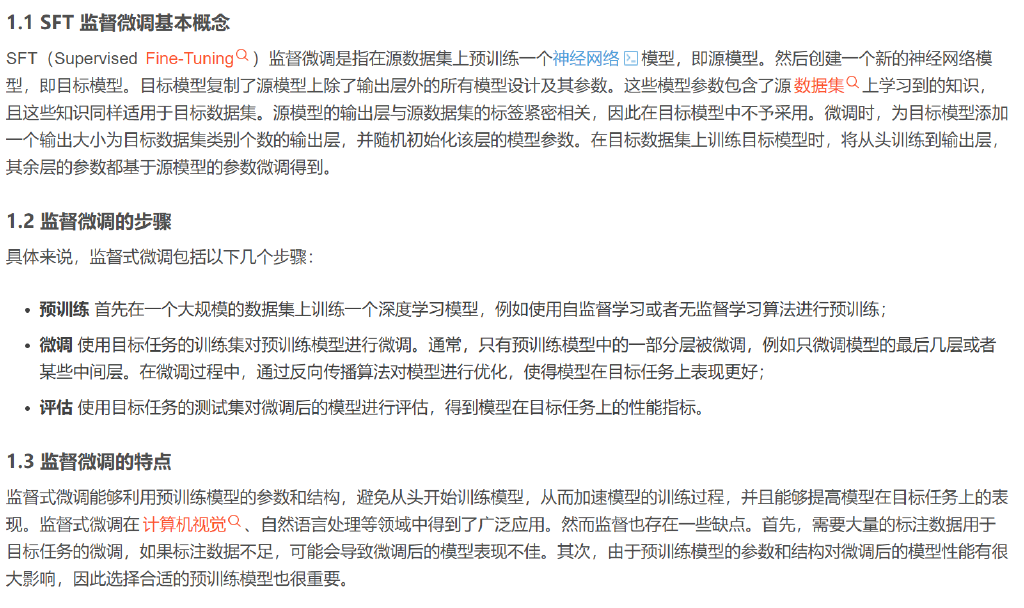 1.1 SFT 监督微调基本概念
SFT（Supervised Fine-Tuning）监督微调是指在源数据集上预训练一个神经网络模型，即源模型。然后创建一个新的神经网络模
型，即目标模型。目标模型复制了源模型上除了输出层外的所有模型设计及其参数。这些模型参数包含了源数据集上学习到的知识，
且这些知识同样适用于目标数据集。源模型的输出层与源数据集的标签紧密相关，因此在目标模型中不予采用。微调时，为目标模型添加
一个输出大小为目标数据集类别个数的输出层，并随机初始化该层的模型参数。在目标数据集上训练目标模型时，将从头训练到输出层，
其余层的参数都基于源模型的参数微调得到。
1.2 监督微调的步骤
具体来说，监督式微调包括以下几个步骤：
• 预训练 首先在一个大规模的数据集上训练一个深度学习模型，例如使用自监督学习或者无监督学习算法进行预训练；
• 微调 使用目标任务的训练集对预训练模型进行微调。通常，只有预训练模型中的一部分层被微调，例如只微调模型的最后几层或者
某些中间层。在微调过程中，通过反向传播算法对模型进行优化，使得模型在目标任务上表现更好；
• 评估 使用目标任务的测试集对微调后的模型进行评估，得到模型在目标任务上的性能指标。
1.3 监督微调的特点
监督式微调能够利用预训练模型的参数和结构，避免从头开始训练模型，从而加速模型的训练过程，并且能够提高模型在目标任务上的表
现。监督式微调在计算机视觉、自然语言处理等领域中得到了广泛应用。然而监督也存在一些缺点。首先，需要大量的标注数据用于
目标任务的微调，如果标注数据不足，可能会导致微调后的模型表现不佳。其次，由于预训练模型的参数和结构对微调后的模型性能有很
大影响，因此选择合适的预训练模型也很重要。